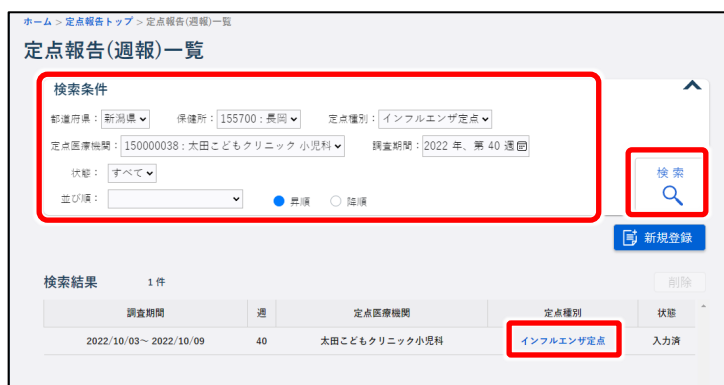 ホーム > 定点報告トップ > 定点報告(週報)一覧
定点報告(週報)一覧
検索条件
都道府県： 新潟県 保健所： 155700 : 長岡 定点種別： インフルエンザ定点
定点医療機関： 150000038 : 太田こどもクリニック 小児科 調査期間： 2022 年、第 40 週
状態： すべて
検索
並び順： 昇順 降順
新規登録
検索結果 1 件 削除
調査期間 週 定点医療機関 定点種別 状態
2022/10/03～ 2022/10/09 40 太田こどもクリニック小児科 インフルエンザ定点 入力済